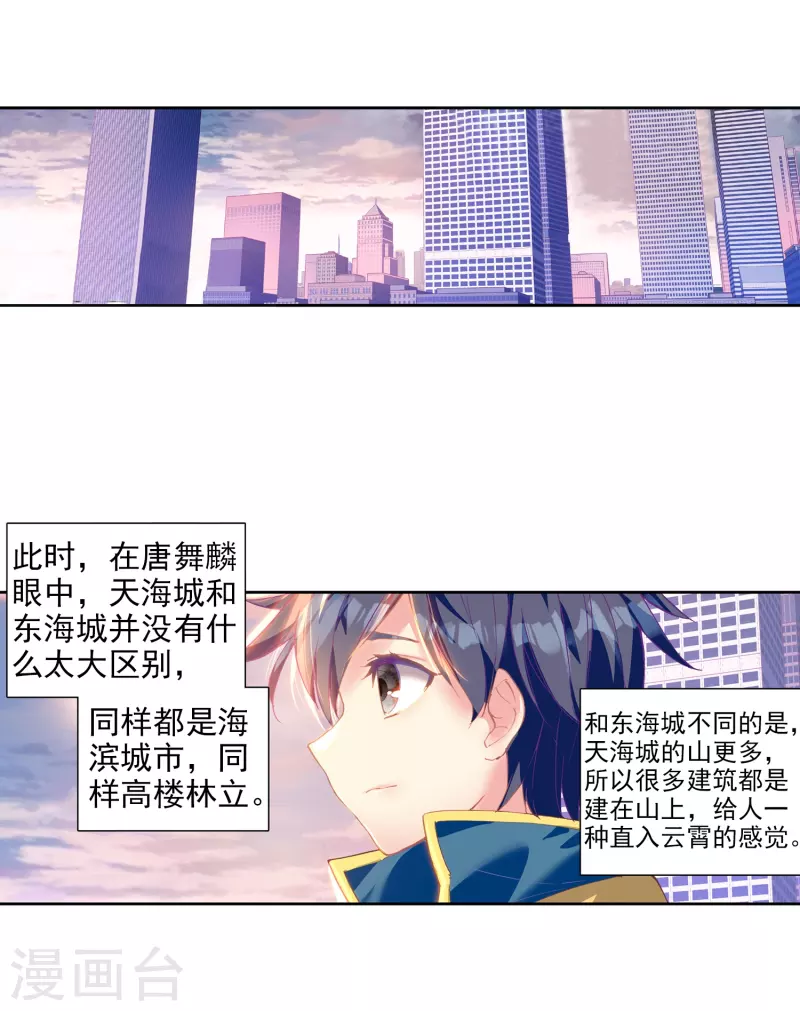 此时，在唐舞麟
眼中，天海城和
东海城并没有什
么太大区别，
同样都是海
滨城市，同
样高楼林立。
和东海城不同的是，
天海城的山更多，
所以很多建筑都是
建在山上，给人一
种直入云霄的感觉。
漫画台